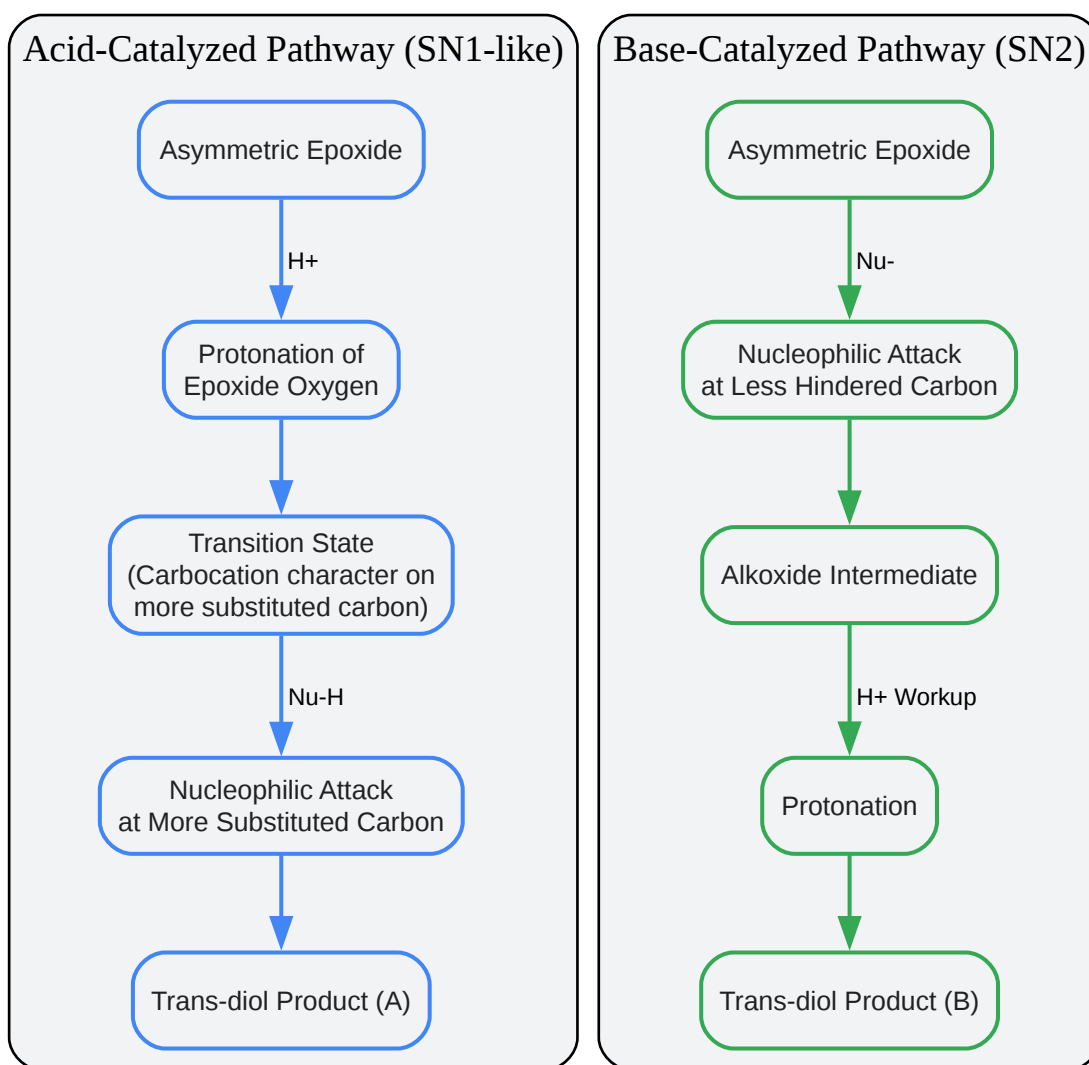 Acid-Catalyzed Pathway (SN1-like)
Asymmetric Epoxide
H+
Protonation of
Epoxide Oxygen
Transition State
(Carbocation character on
more substituted carbon)
Nu-H
Nucleophilic Attack
at More Substituted Carbon
Trans-diol Product (A)
Base-Catalyzed Pathway (SN2)
Asymmetric Epoxide
Nu-
Nucleophilic Attack
at Less Hindered Carbon
Alkoxide Intermediate
H+ Workup
Protonation
Trans-diol Product (B)